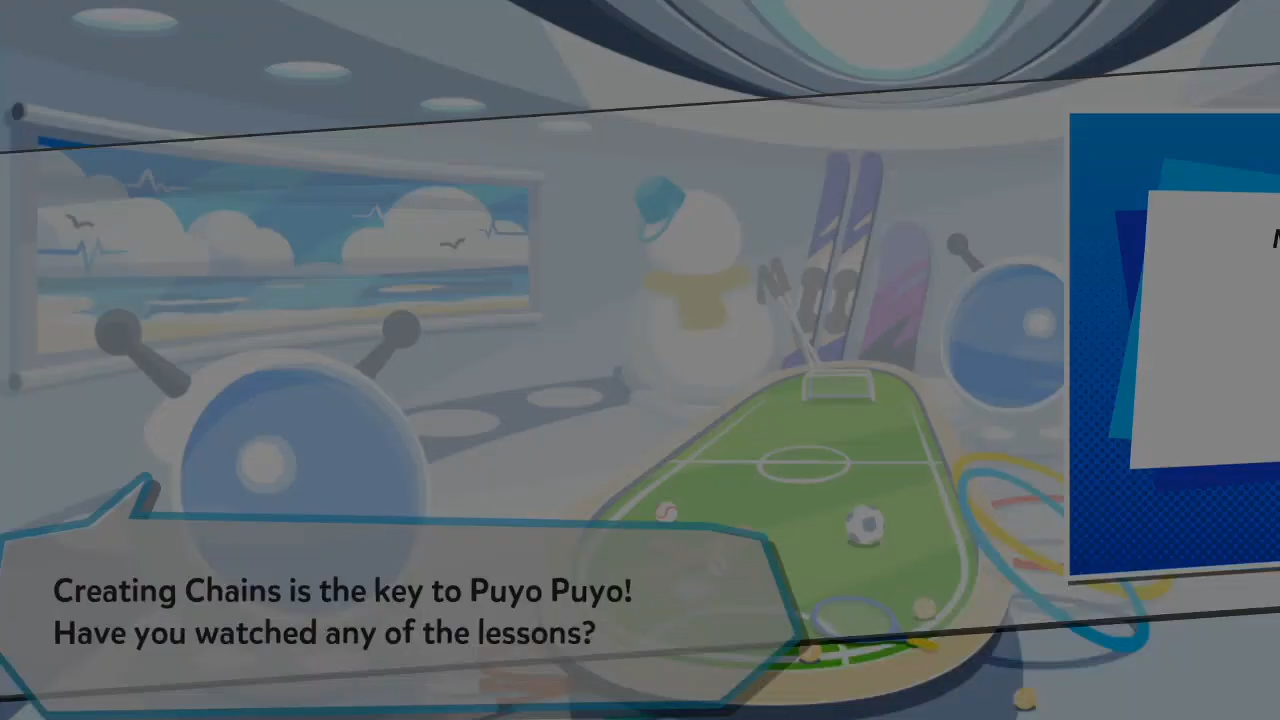 Creating Chains is the key to Puyo Puyo!
Have you watched any of the lessons?